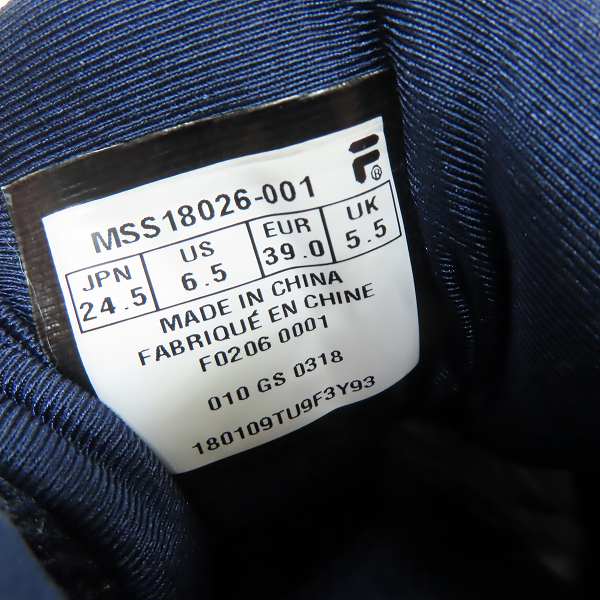 F®
MSS18026-001
JPN US EUR UK
24.5 6.5 39.0 5.5
MADE IN CHINA
FABRIQUÉ EN CHINE
F0206 0001
010 GS 0318
180109TU9F3Y93